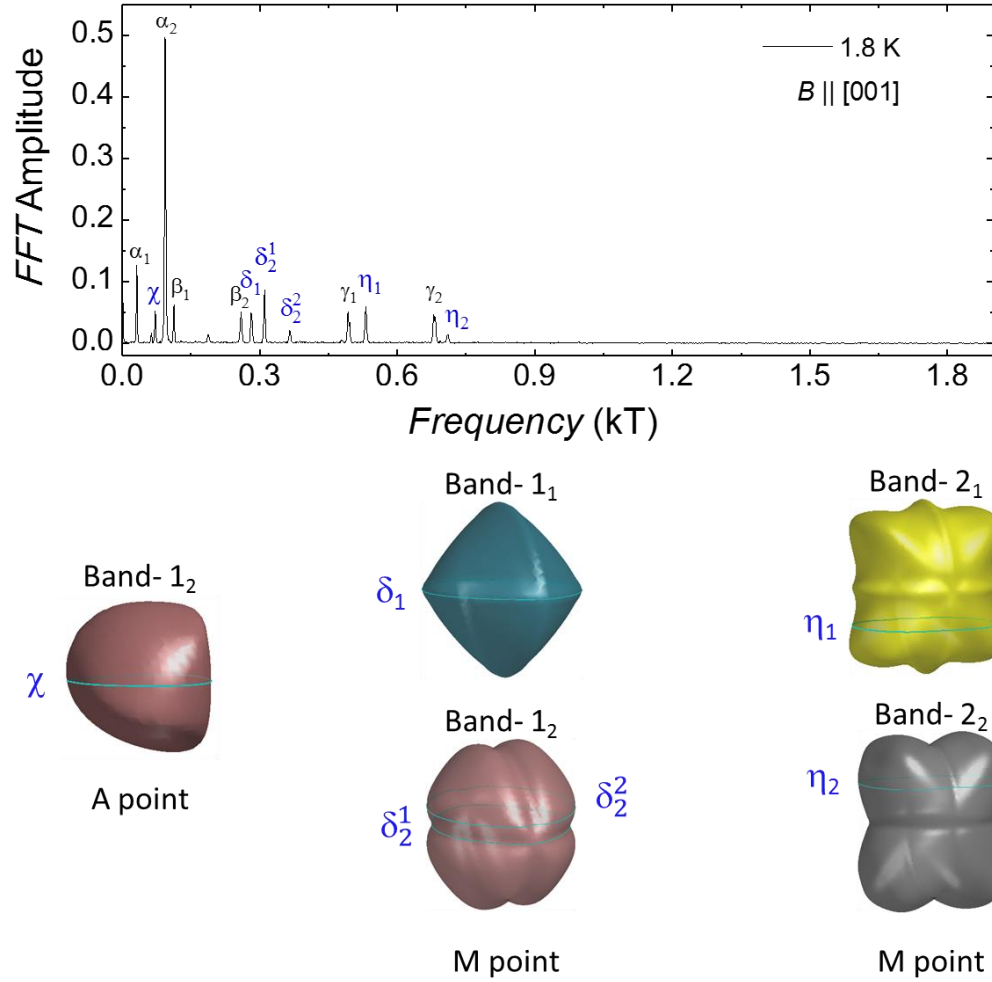 FFT Amplitude
0.5
0.4
0.3
0.2
0.1
0.0
α₂
α₁
χ
β₁
β₂
δ₁
δ₂¹
δ₂²
γ₁
η₁
γ₂
η₂
1.8 K
B || [001]
0.0 0.3 0.6 0.9 1.2 1.5 1.8
Frequency (kT)
Band- 1₂
χ
A point
Band- 1₁
δ₁
Band- 1₂
δ₂¹
δ₂²
M point
Band- 2₁
η₁
Band- 2₂
η₂
M point